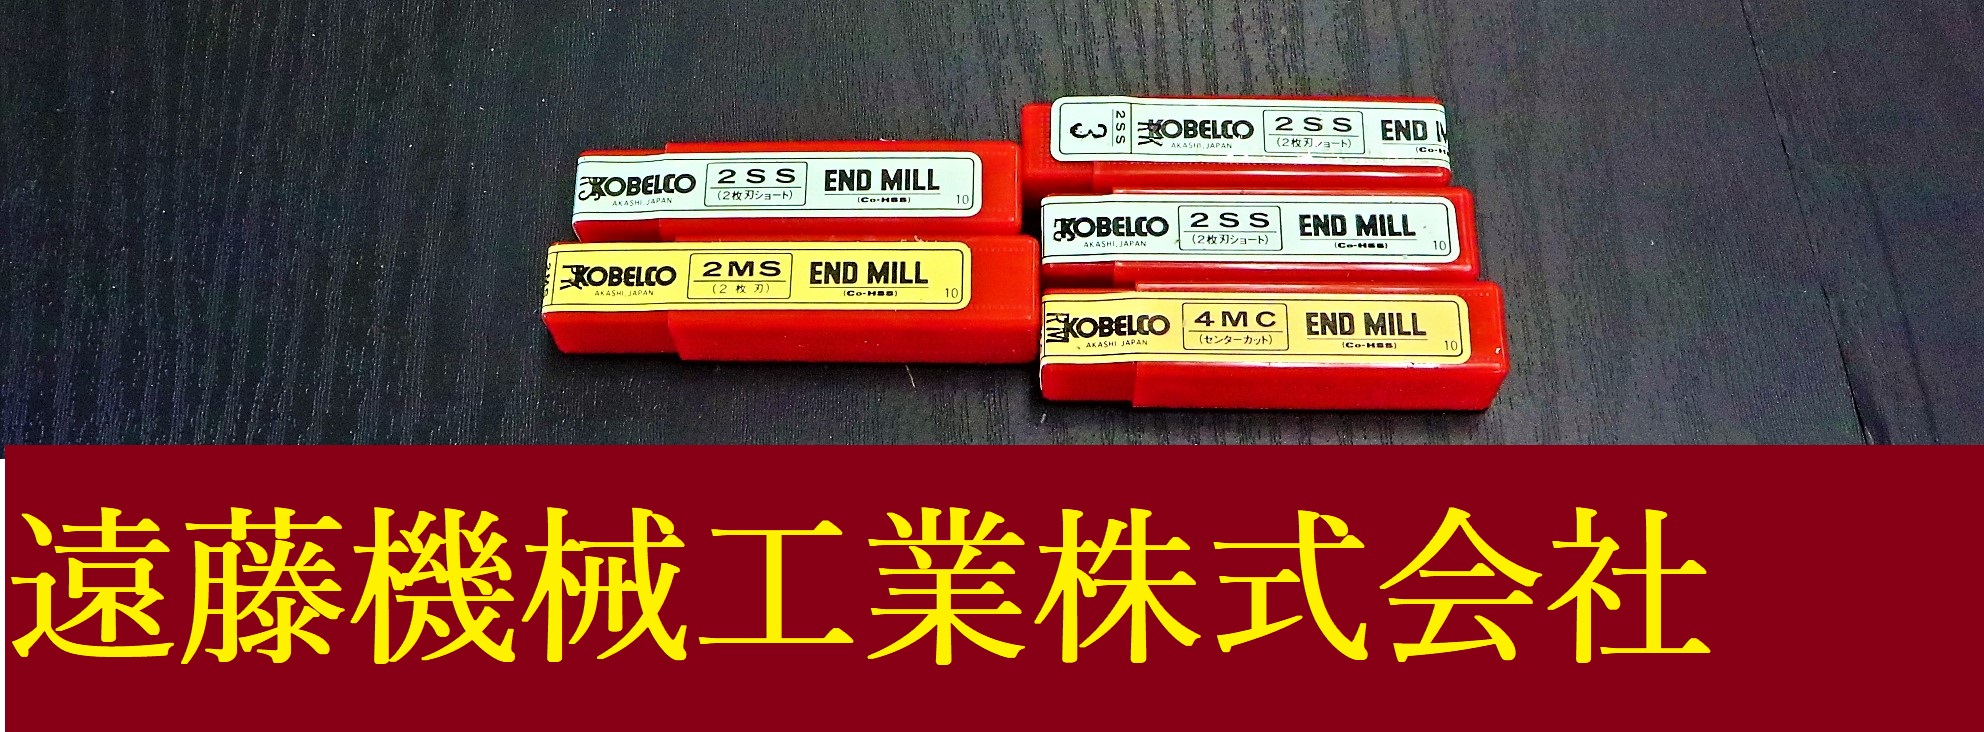 3 2SS KOBELCO 2SS END
AKASHI, JAPAN (2枚刃ショート)
KOBELCO 2SS END MILL
AKASHI, JAPAN (2枚刃ショート) (Co-HSS) 10
KOBELCO 2SS END MILL
AKASHI, JAPAN (2枚刃ショート) (Co-HSS) 10
KOBELCO 2MS END MILL
AKASHI, JAPAN (2枚刃) (Co-HSS) 10
KOBELCO 4MC END MILL
AKASHI JAPAN (センターカット) (Co-HSS) 10
遠藤機械工業株式会社